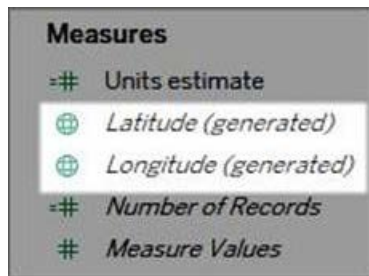 Measures
=# Units estimate
Latitude (generated)
Longitude (generated)
=# Number of Records
# Measure Values